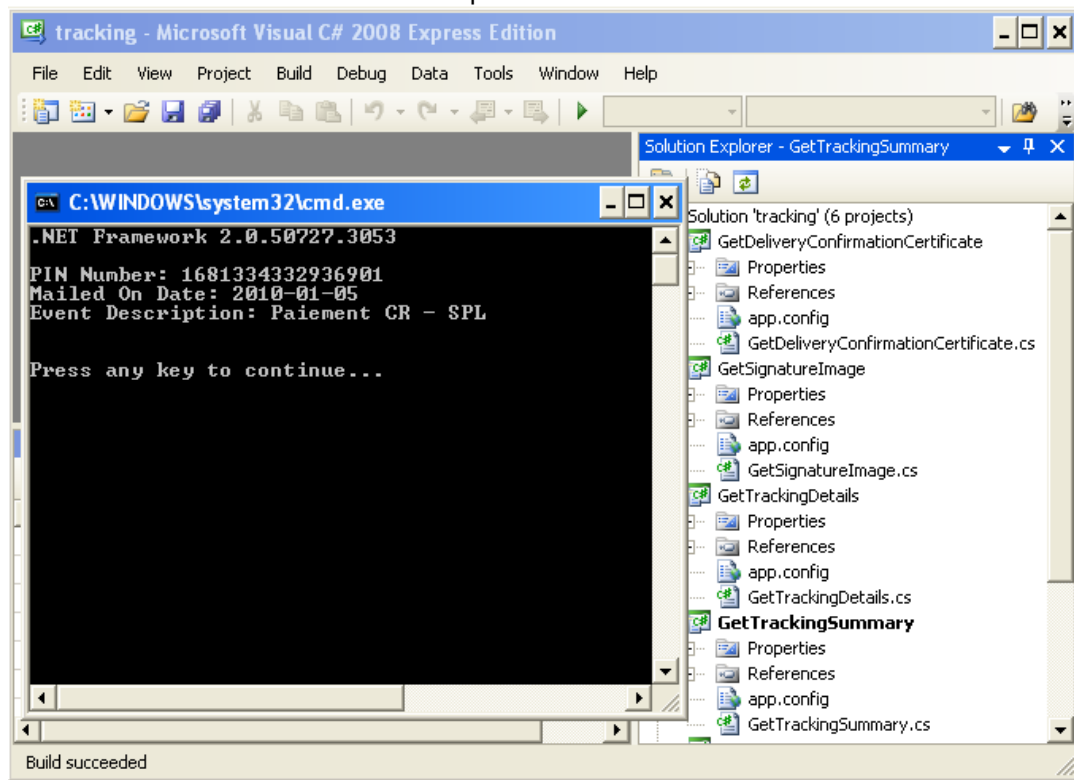 tracking - Microsoft Visual C# 2008 Express Edition
File Edit View Project Build Debug Data Tools Window Help
Solution Explorer - GetTrackingSummary
C:\WINDOWS\system32\cmd.exe
.NET Framework 2.0.50727.3053
PIN Number: 1681334332936901
Mailed On Date: 2010-01-05
Event Description: Paiement CR - SPL
Press any key to continue...
Solution 'tracking' (6 projects)
GetDeliveryConfirmationCertificate
Properties
References
app.config
GetDeliveryConfirmationCertificate.cs
GetSignatureImage
Properties
References
app.config
GetSignatureImage.cs
GetTrackingDetails
Properties
References
app.config
GetTrackingDetails.cs
GetTrackingSummary
Properties
References
app.config
GetTrackingSummary.cs
Build succeeded